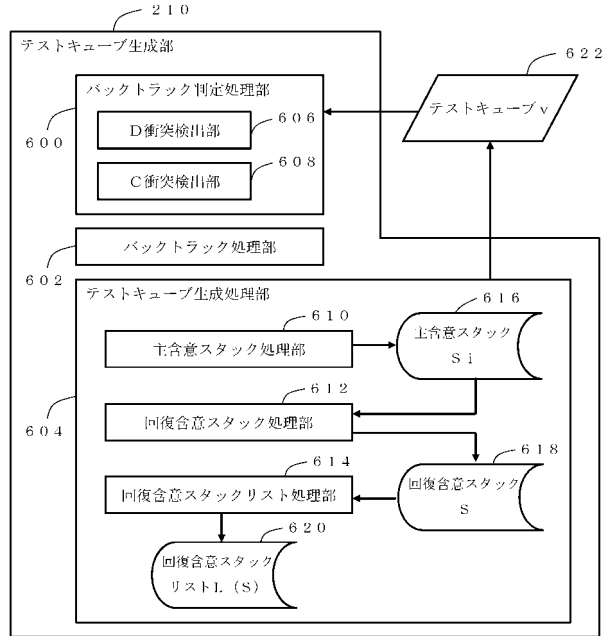 ２１０
テストキューブ生成部
６２２
テストキューブｖ
バックトラック判定処理部
Ｄ衝突検出部
６０６
６００
Ｃ衝突検出部
６０８
バックトラック処理部
６０２
テストキューブ生成処理部
６１０
６１６
主含意スタック処理部
主含意スタック
Ｓｉ
６１２
回復含意スタック処理部
６０４
６１４
６１８
回復含意スタックリスト処理部
回復含意スタック
Ｓ
６２０
回復含意スタック
リストＬ（Ｓ）